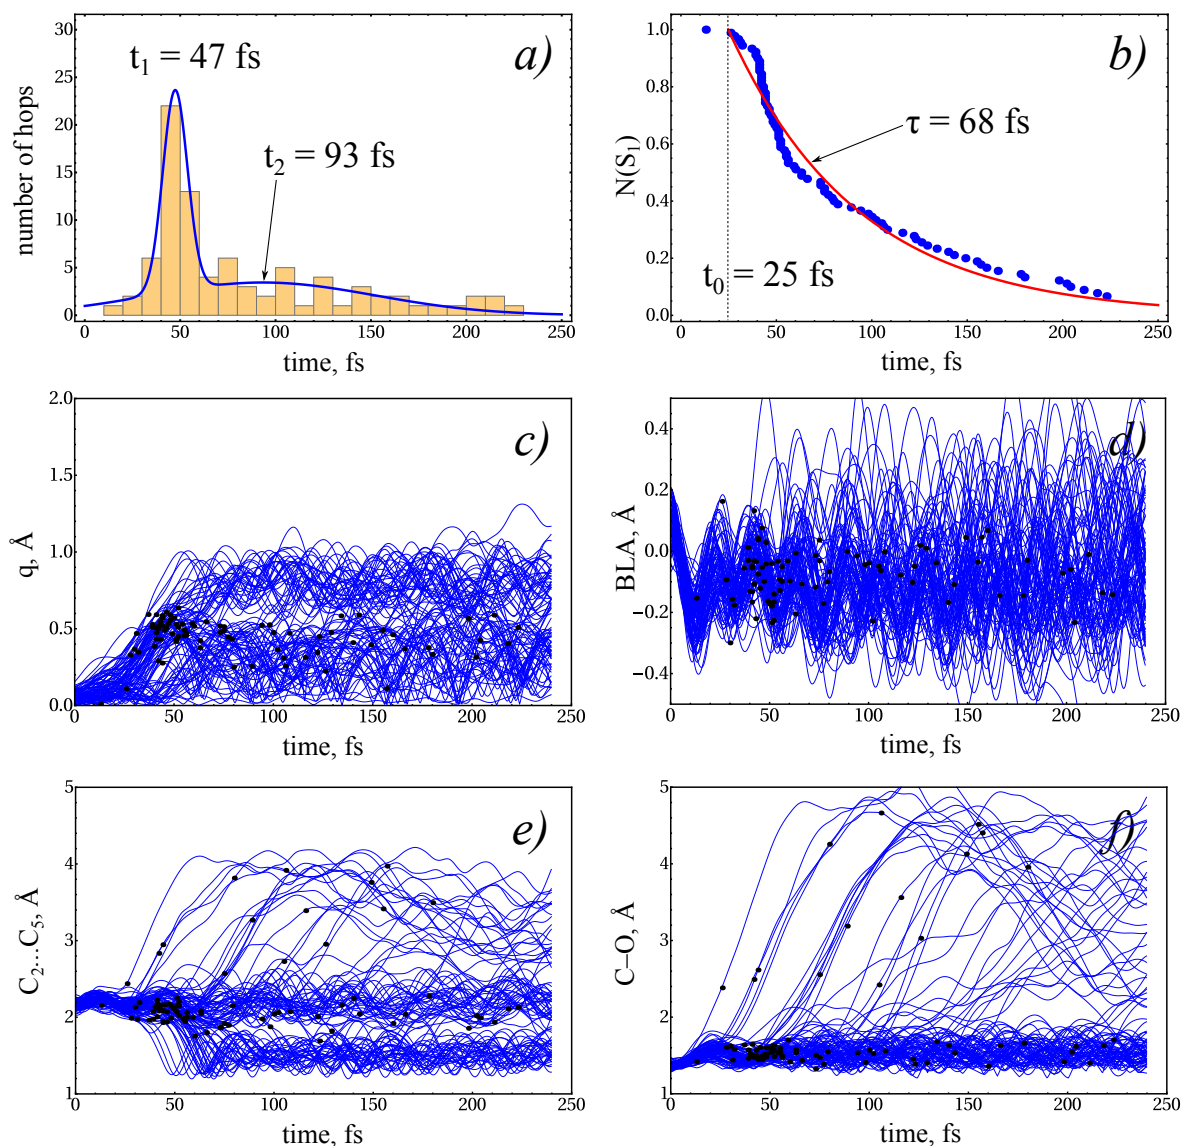 a)
t1 = 47 fs
t2 = 93 fs
number of hops
30
25
20
15
10
5
0
0 50 100 150 200 250
time, fs
b)
τ = 68 fs
t0 = 25 fs
N(S1)
1.0
0.8
0.6
0.4
0.2
0.0
0 50 100 150 200 250
time, fs
c)
q, Å
2.0
1.5
1.0
0.5
0.0
0 50 100 150 200 250
time, fs
d)
BLA, Å
0.4
0.2
0.0
−0.2
−0.4
0 50 100 150 200 250
time, fs
e)
C2...C5, Å
5
4
3
2
1
0 50 100 150 200 250
time, fs
f)
C–O, Å
5
4
3
2
1
0 50 100 150 200 250
time, fs